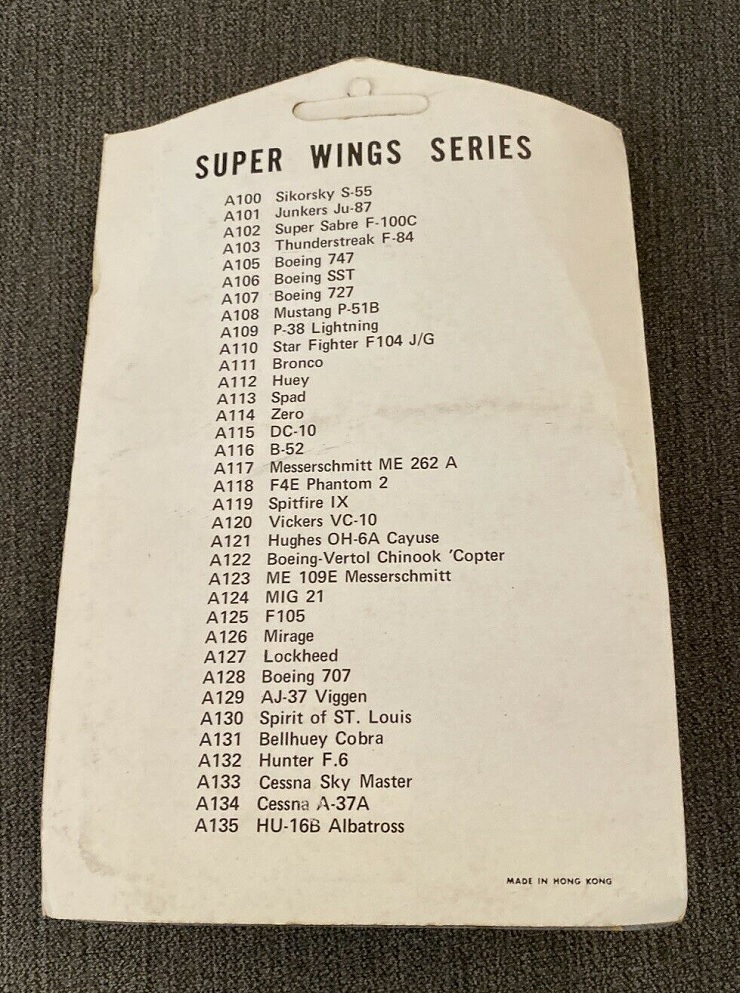 SUPER WINGS SERIES
A100 Sikorsky S-55
A101 Junkers Ju-87
A102 Super Sabre F-100C
A103 Thunderstreak F-84
A105 Boeing 747
A106 Boeing SST
A107 Boeing 727
A108 Mustang P-51B
A109 P-38 Lightning
A110 Star Fighter F104 J/G
A111 Bronco
A112 Huey
A113 Spad
A114 Zero
A115 DC-10
A116 B-52
A117 Messerschmitt ME 262 A
A118 F4E Phantom 2
A119 Spitfire IX
A120 Vickers VC-10
A121 Hughes OH-6A Cayuse
A122 Boeing-Vertol Chinook 'Copter
A123 ME 109E Messerschmitt
A124 MIG 21
A125 F105
A126 Mirage
A127 Lockheed
A128 Boeing 707
A129 AJ-37 Viggen
A130 Spirit of ST. Louis
A131 Bellhuey Cobra
A132 Hunter F.6
A133 Cessna Sky Master
A134 Cessna A-37A
A135 HU-16B Albatross
MADE IN HONG KONG